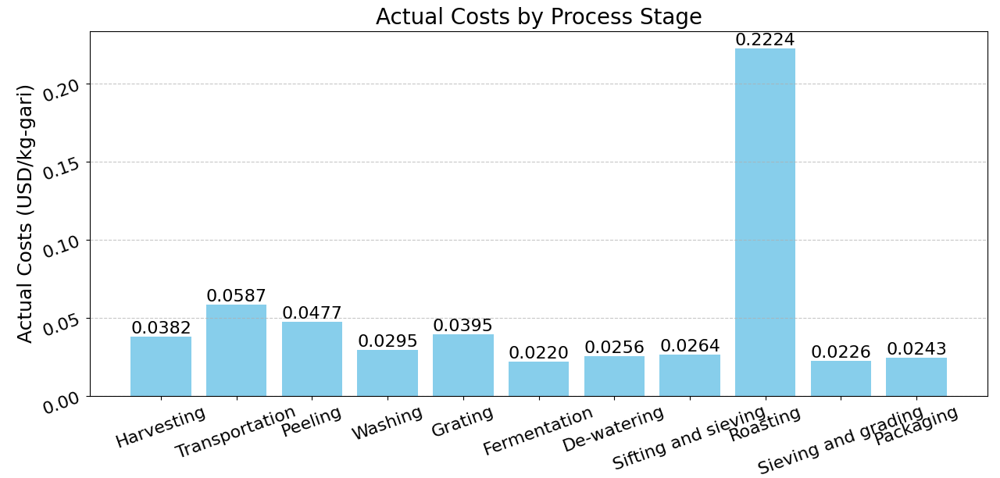 Actual Costs by Process Stage
Actual Costs (USD/kg-gari)
0.20
0.15
0.10
0.05
0.00
0.0382
0.0587
0.0477
0.0295
0.0395
0.0220
0.0256
0.0264
0.2224
0.0226
0.0243
Harvesting
Transportation
Peeling
Washing
Grating
Fermentation
De-watering
Sifting and sieving
Roasting
Sieving and grading
Packaging